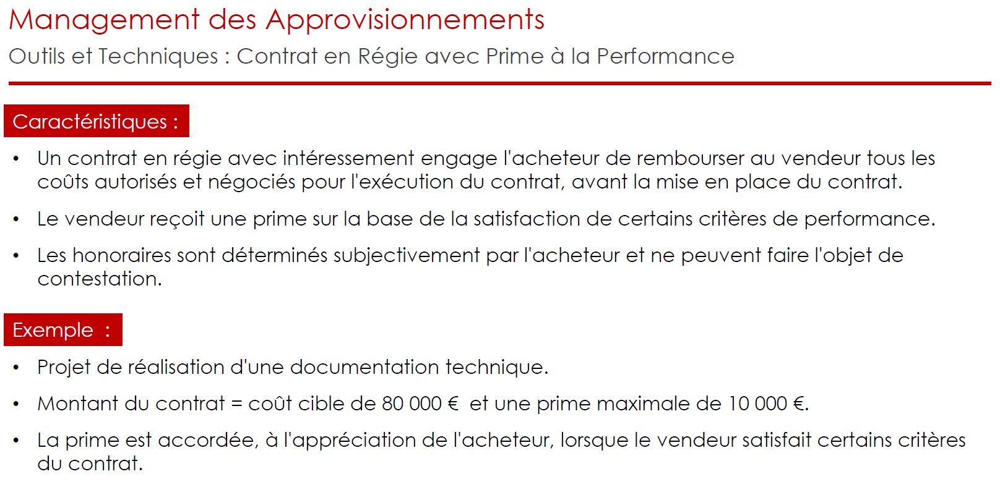 Management des Approvisionnements
Outils et Techniques : Contrat en Régie avec Prime à la Performance
Caractéristiques :
• Un contrat en régie avec intéressement engage l'acheteur de rembourser au vendeur tous les
coûts autorisés et négociés pour l'exécution du contrat, avant la mise en place du contrat.
• Le vendeur reçoit une prime sur la base de la satisfaction de certains critères de performance.
• Les honoraires sont déterminés subjectivement par l'acheteur et ne peuvent faire l'objet de
contestation.
Exemple :
• Projet de réalisation d'une documentation technique.
• Montant du contrat = coût cible de 80 000 € et une prime maximale de 10 000 €.
• La prime est accordée, à l'appréciation de l'acheteur, lorsque le vendeur satisfait certains critères
du contrat.